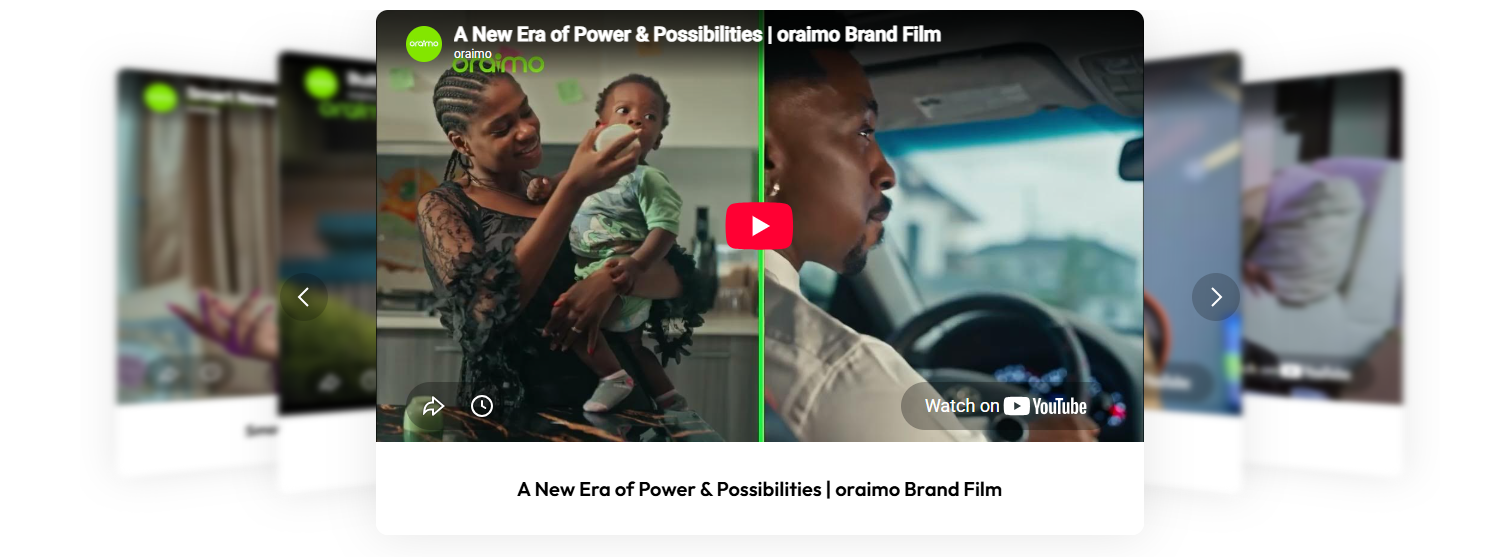 oraimo
A New Era of Power & Possibilities | oraimo Brand Film
oraimo
oraimo
Watch on YouTube
A New Era of Power & Possibilities | oraimo Brand Film